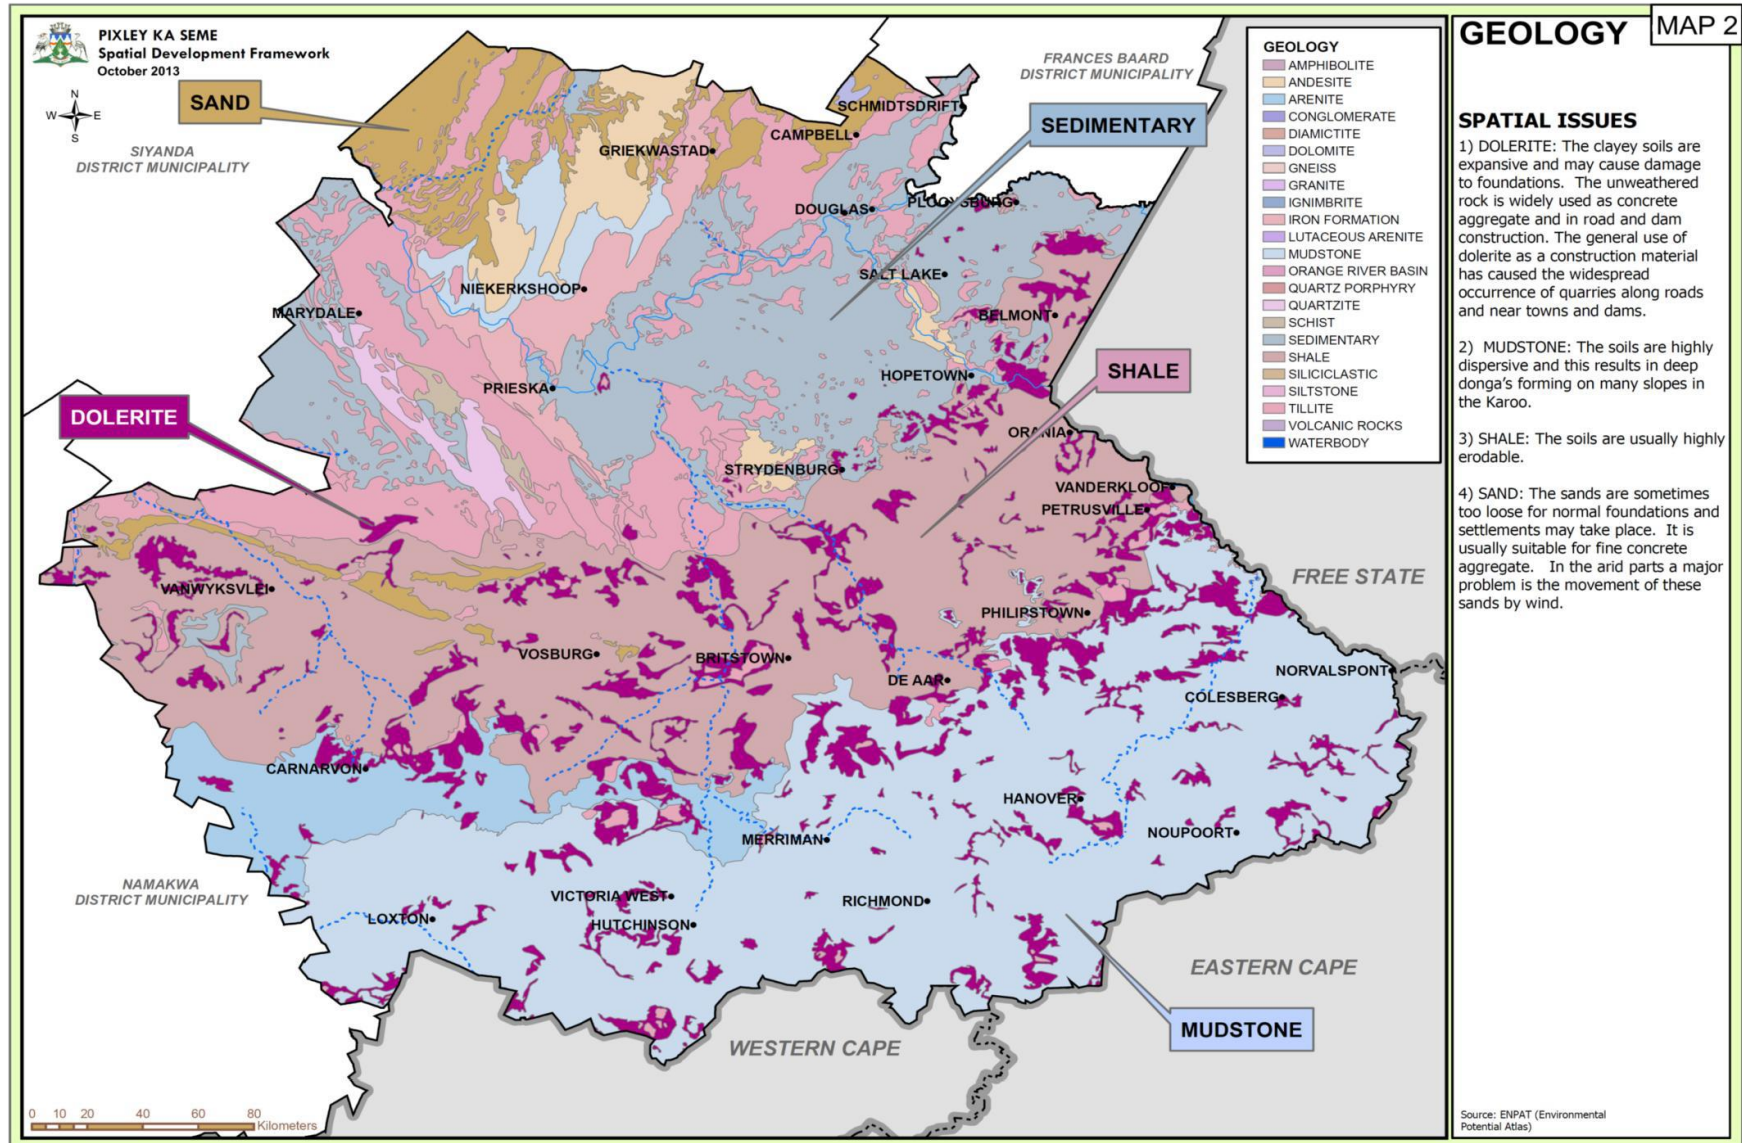 PIXLEY KA SEME
Spatial Development Framework
October 2013
N
W E
S
SAND
SIYANDA
DISTRICT MUNICIPALITY
FRANCES BAARD
DISTRICT MUNICIPALITY
SCHMIDTSDRIFT
CAMPBELL
SEDIMENTARY
GRIEKWASTAD
DOUGLAS
SALT LAKE
NIEKERKSHOOP
MARYDALE
BELMONT
HOPETOWN
PRIESKA
SHALE
DOLERITE
ORANIA
STRYDENBURG
VANDERKLOOF
PETRUSVILLE
FREE STATE
VANWYKSVLEI
PHILIPSTOWN
VOSBURG
BRITSTOWN
DE AAR
NORVALSPONT
COLESBERG
CARNARVON
HANOVER
NOUPOORT
MERRIMAN
NAMAKWA
DISTRICT MUNICIPALITY
VICTORIA WEST
RICHMOND
LOXTON
HUTCHINSON
EASTERN CAPE
MUDSTONE
WESTERN CAPE
0 10 20 40 60 80
Kilometers
GEOLOGY
AMPHIBOLITE
ANDESITE
ARENITE
CONGLOMERATE
DIAMICTITE
DOLOMITE
GNEISS
GRANITE
IGNIMBRITE
IRON FORMATION
LUTACEOUS ARENITE
MUDSTONE
ORANGE RIVER BASIN
QUARTZ PORPHYRY
QUARTZITE
SCHIST
SEDIMENTARY
SHALE
SILICICLASTIC
SILTSTONE
TILLITE
VOLCANIC ROCKS
WATERBODY
GEOLOGY
MAP 2
SPATIAL ISSUES
1) DOLERITE: The clayey soils are
expansive and may cause damage
to foundations. The unweathered
rock is widely used as concrete
aggregate and in road and dam
construction. The general use of
dolerite as a construction material
has caused the widespread
occurrence of quarries along roads
and near towns and dams.
2) MUDSTONE: The soils are highly
dispersive and this results in deep
donga's forming on many slopes in
the Karoo.
3) SHALE: The soils are usually highly
erodable.
4) SAND: The sands are sometimes
too loose for normal foundations and
settlements may take place. It is
usually suitable for fine concrete
aggregate. In the arid parts a major
problem is the movement of these
sands by wind.
Source: ENPAT (Environmental
Potential Atlas)